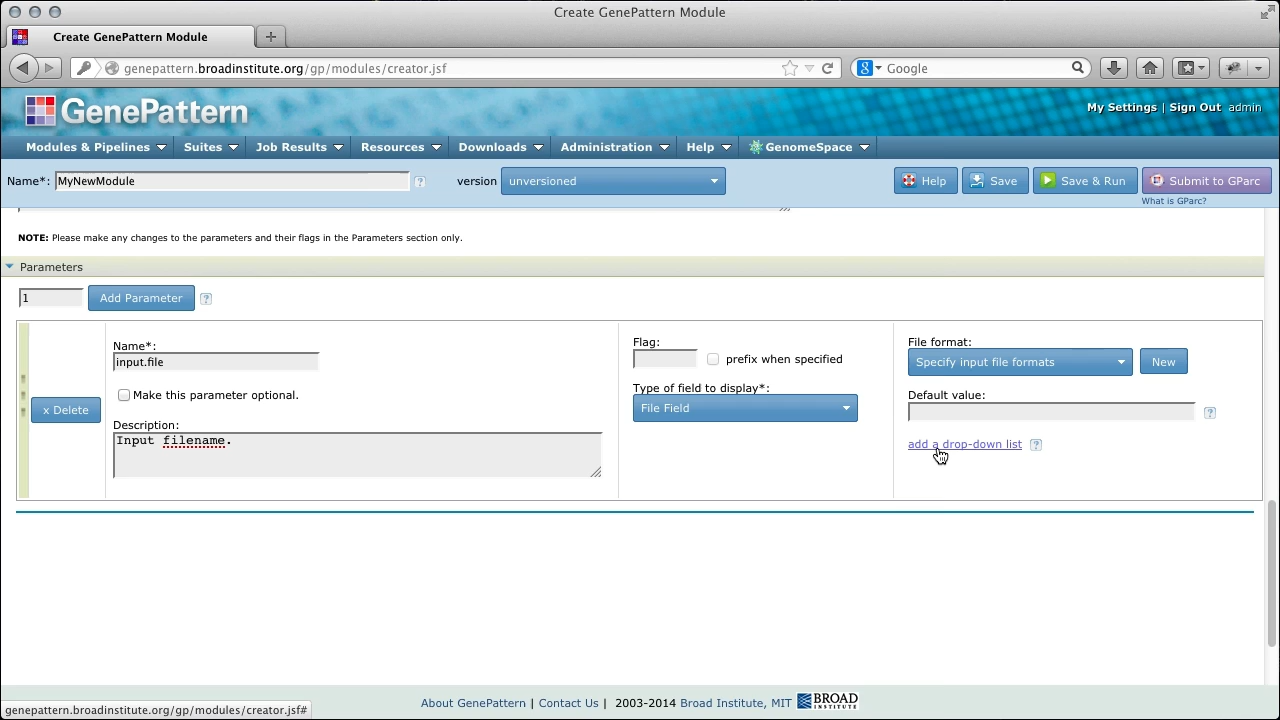 Create GenePattern Module
Create GenePattern Module
genepattern.broadinstitute.org/gp/modules/creator.jsf
Google
GenePattern
My Settings | Sign Out admin
Modules & Pipelines Suites Job Results Resources Downloads Administration Help GenomeSpace
Name*: MyNewModule ? version unversioned Help Save Save & Run Submit to GParc
What is GParc?
NOTE: Please make any changes to the parameters and their flags in the Parameters section only.
Parameters
1 Add Parameter ?
x Delete
Name*:
input.file
Make this parameter optional.
Description:
Input filename.
Flag:
prefix when specified
Type of field to display*:
File Field
File format:
Specify input file formats New
Default value:
?
add a drop-down list ?
About GenePattern | Contact Us | 2003-2014 Broad Institute, MIT BROAD INSTITUTE
genepattern.broadinstitute.org/gp/modules/creator.jsf#